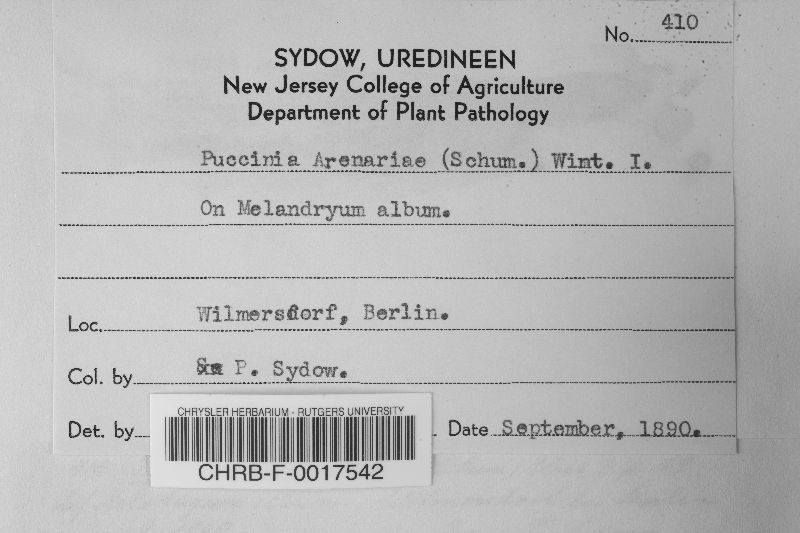 No. 410
SYDOW, UREDINEEN
New Jersey College of Agriculture
Department of Plant Pathology
Puccinia Arenariae (Schum.) Wint. I.
On Melandryum album.
Loc. Wilmersdorf, Berlin.
Col. by P. Sydow.
Det. by
Date September, 1890.
CHRYSLER HERBARIUM - RUTGERS UNIVERSITY
CHRB-F-0017542